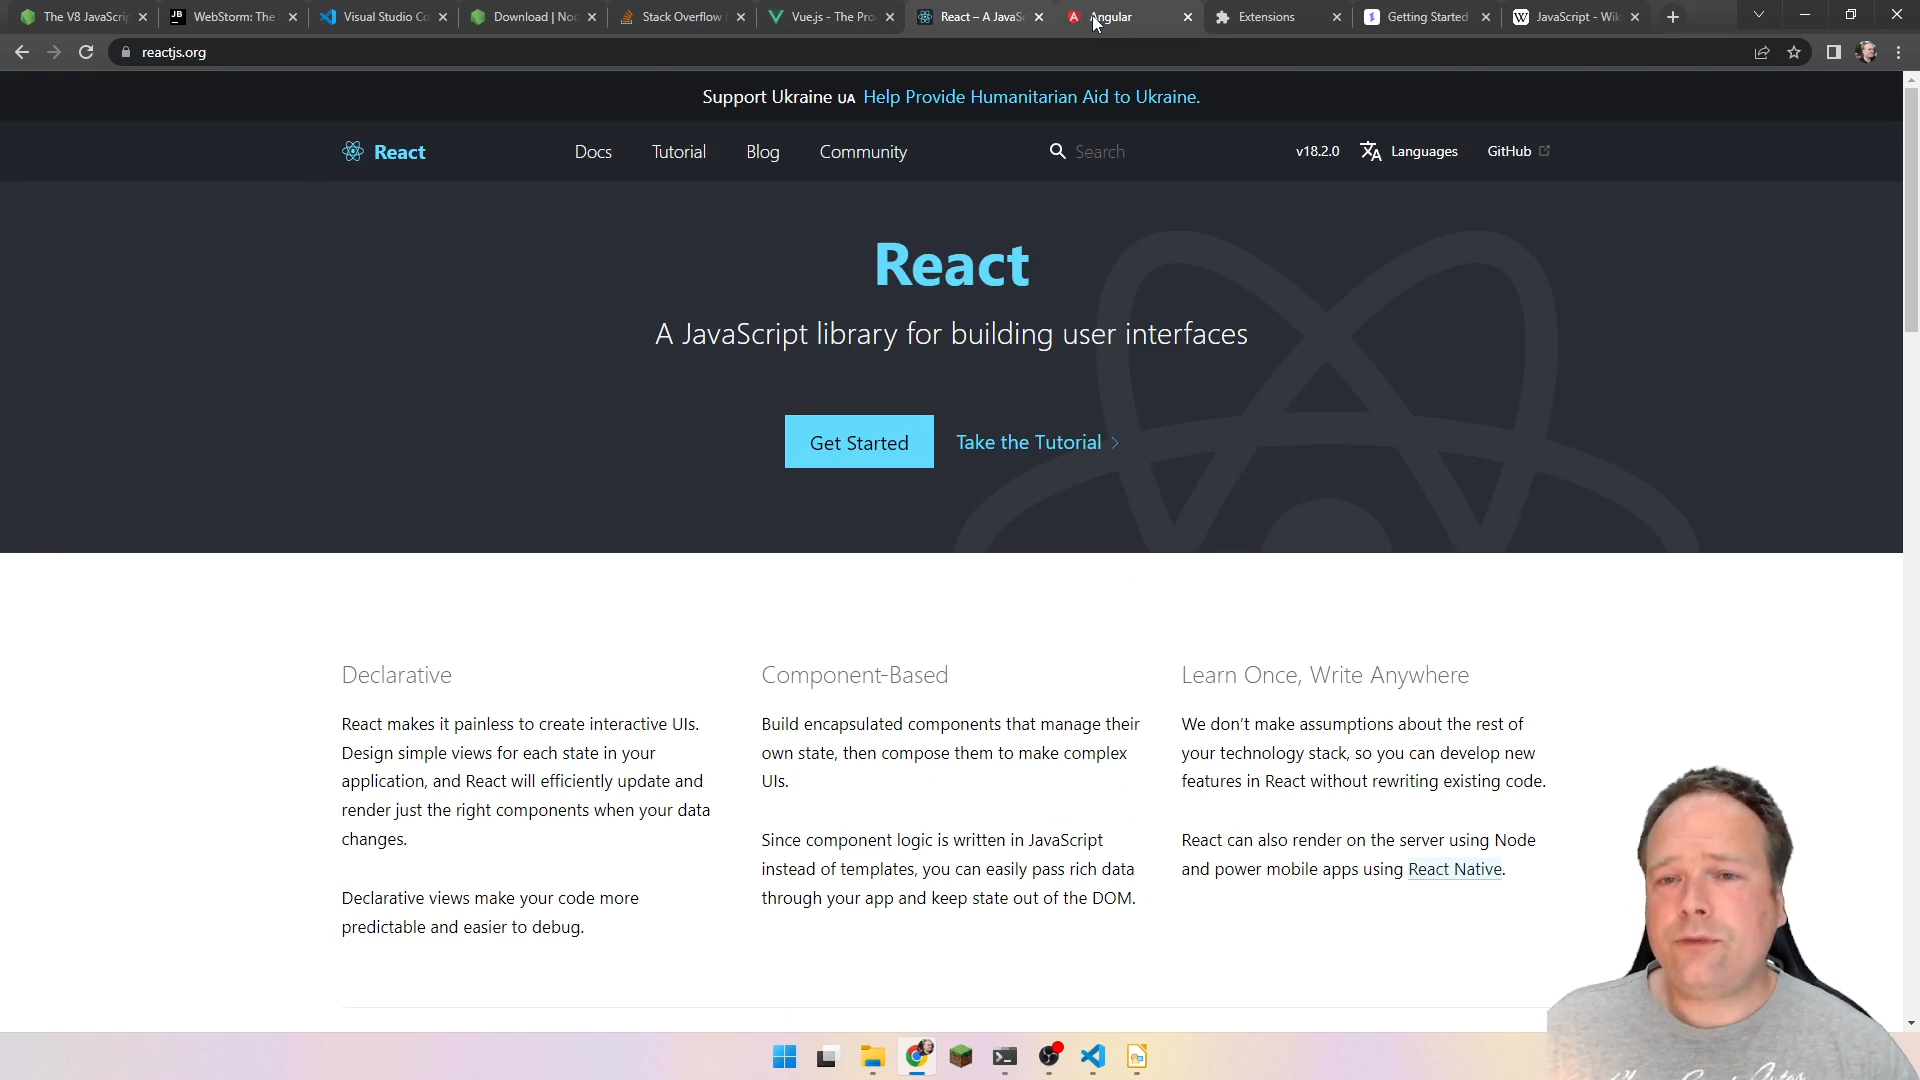 The V8 JavaScri
WebStorm: The
Visual Studio Co
Download | No
Stack Overflow
Vue.js - The Pro
React – A JavaS
Angular
Extensions
Getting Started
JavaScript - Wik
reactjs.org
Support Ukraine UA Help Provide Humanitarian Aid to Ukraine.
React
Docs
Tutorial
Blog
Community
Search
v18.2.0
Languages
GitHub
React
A JavaScript library for building user interfaces
Get Started
Take the Tutorial
Declarative
React makes it painless to create interactive UIs.
Design simple views for each state in your
application, and React will efficiently update and
render just the right components when your data
changes.
Declarative views make your code more
predictable and easier to debug.
Component-Based
Build encapsulated components that manage their
own state, then compose them to make complex
UIs.
Since component logic is written in JavaScript
instead of templates, you can easily pass rich data
through your app and keep state out of the DOM.
Learn Once, Write Anywhere
We don't make assumptions about the rest of
your technology stack, so you can develop new
features in React without rewriting existing code.
React can also render on the server using Node
and power mobile apps using React Native.